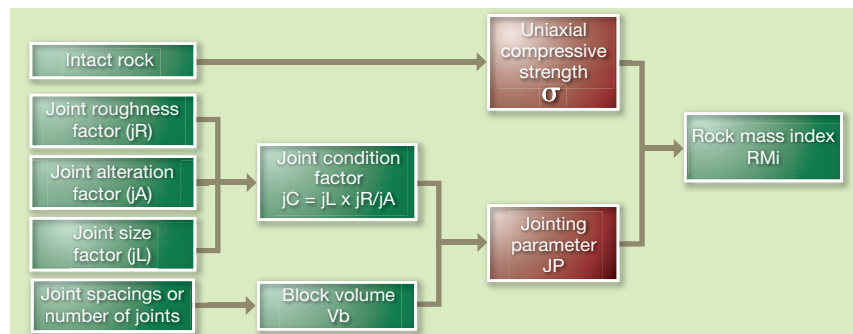 Intact rock
Uniaxial
compressive
strength
σ
Joint roughness
factor (jR)
Joint alteration
factor (jA)
Joint size
factor (jL)
Joint condition
factor
jC = jL x jR/jA
Rock mass index
RMi
Jointing
parameter
JP
Joint spacings or
number of joints
Block volume
Vb